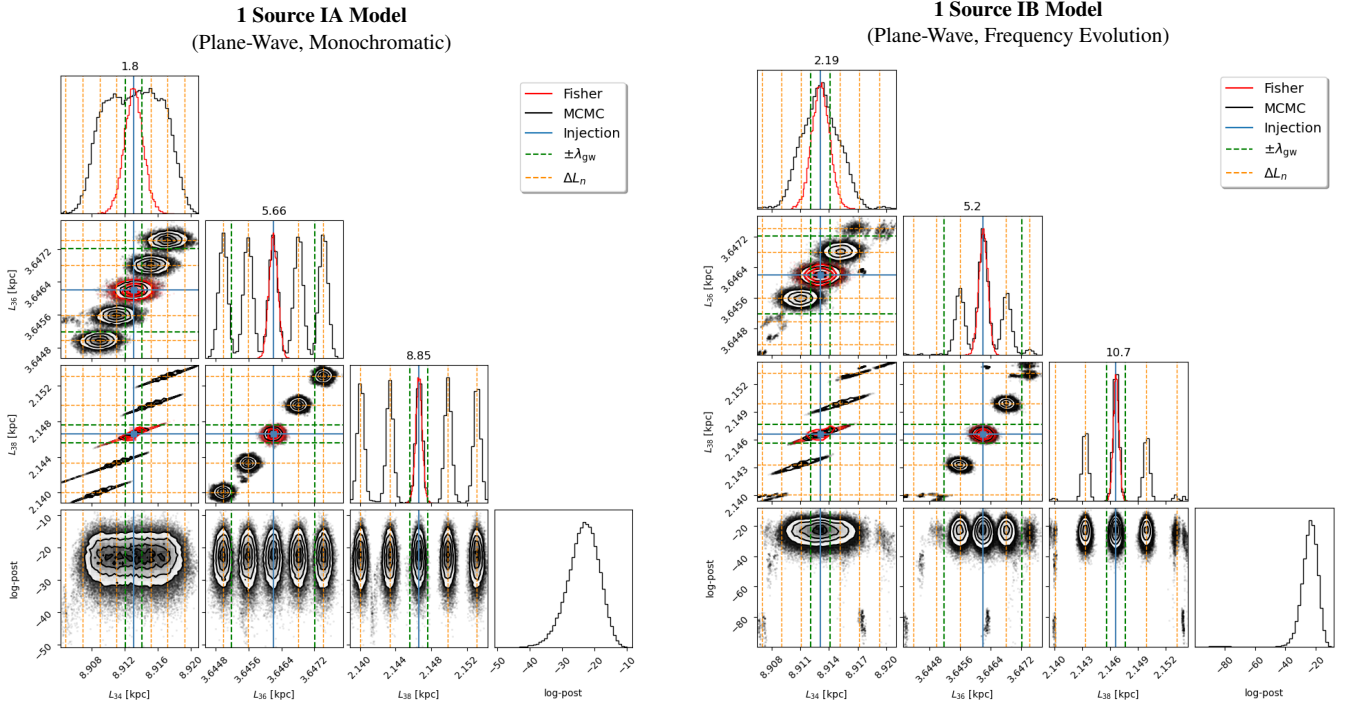 1 Source IA Model
(Plane-Wave, Monochromatic)
1.8
Fisher
MCMC
Injection
±λgw
ΔLn
5.66
L36 [kpc]
3.6472
3.6464
3.6456
3.6448
8.85
L38 [kpc]
2.152
2.148
2.144
2.140
log-post
−10
−20
−30
−40
−50
8.908
8.912
8.916
8.920
L34 [kpc]
3.6448
3.6456
3.6464
3.6472
L36 [kpc]
2.140
2.144
2.148
2.152
L38 [kpc]
−50
−40
−30
−20
−10
log-post
1 Source IB Model
(Plane-Wave, Frequency Evolution)
2.19
Fisher
MCMC
Injection
±λgw
ΔLn
5.2
L36 [kpc]
3.6472
3.6464
3.6456
3.6448
10.7
L38 [kpc]
2.152
2.149
2.146
2.143
2.140
log-post
−20
−40
−60
−80
8.908
8.911
8.914
8.917
8.920
L34 [kpc]
3.6448
3.6456
3.6464
3.6472
L36 [kpc]
2.140
2.143
2.146
2.149
2.152
L38 [kpc]
−80
−60
−40
−20
log-post